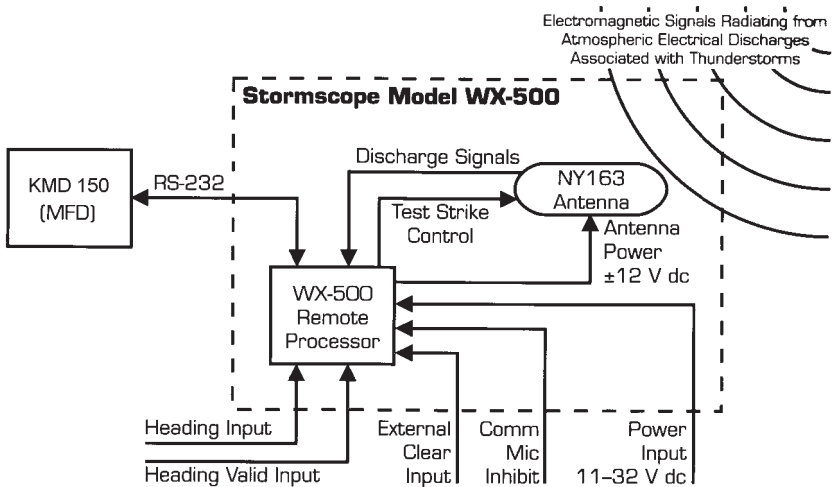 Electromagnetic Signals Radiating from
Atmospheric Electrical Discharges
Associated with Thunderstorms
Stormscope Model WX-500
KMD 150
(MFD)
RS-232
Discharge Signals
NY163
Antenna
Test Strike
Control
Antenna
Power
±12 V dc
WX-500
Remote
Processor
Heading Input
Heading Valid Input
External
Clear
Input
Comm
Mic
Inhibit
Power
Input
11–32 V dc